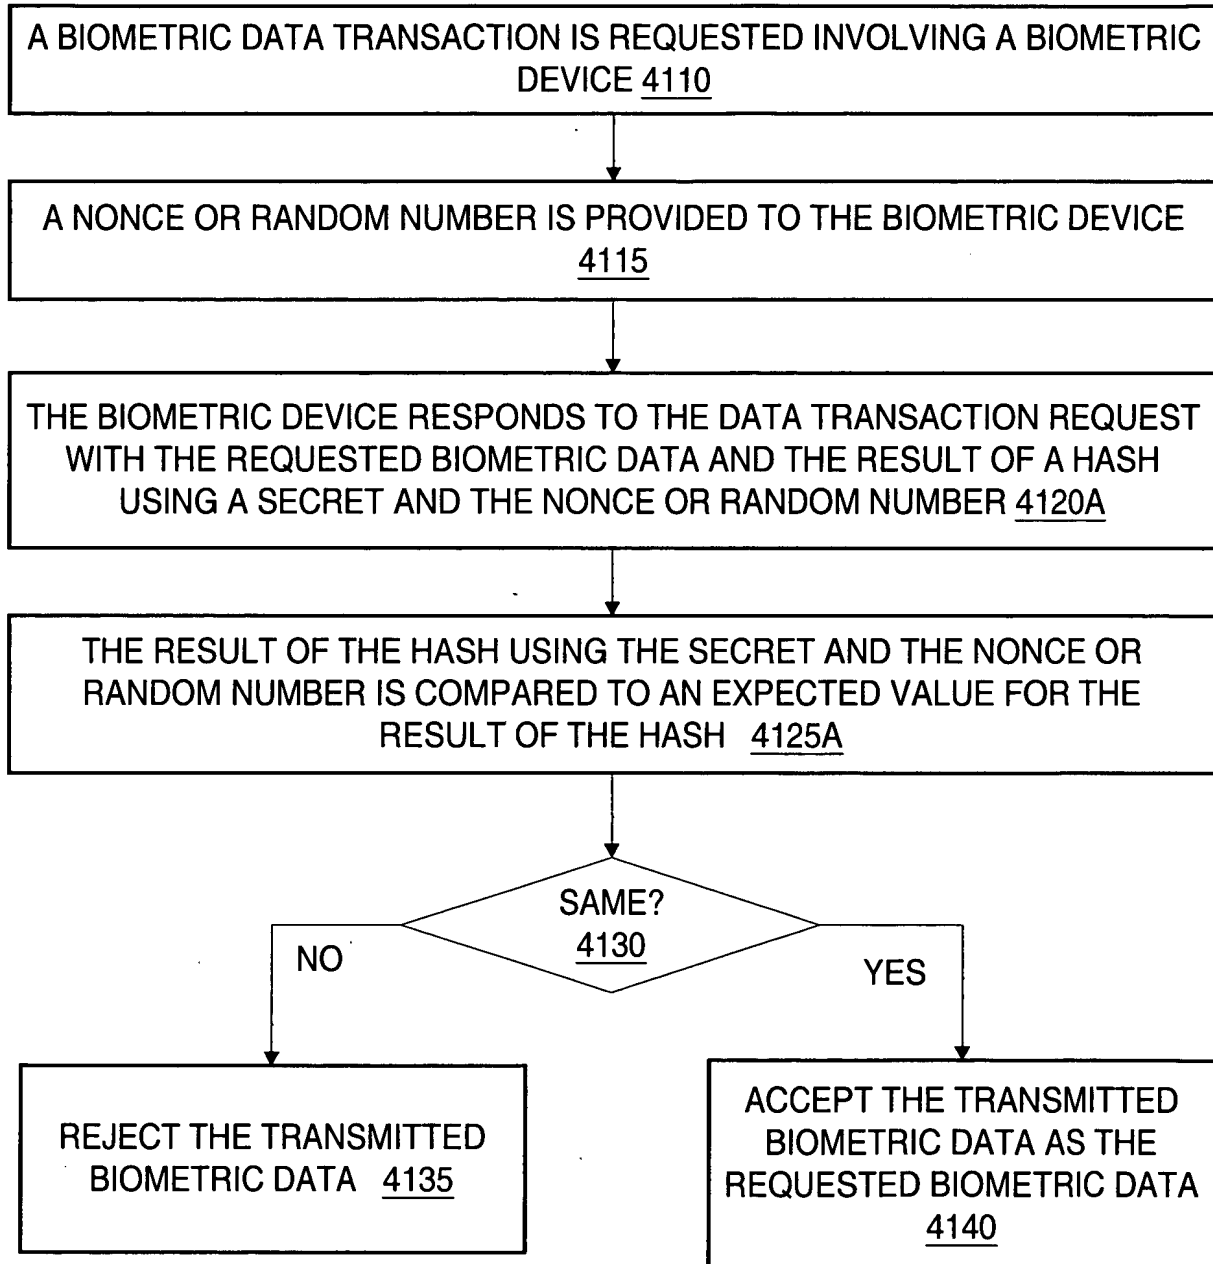 A BIOMETRIC DATA TRANSACTION IS REQUESTED INVOLVING A BIOMETRIC
DEVICE 4110
A NONCE OR RANDOM NUMBER IS PROVIDED TO THE BIOMETRIC DEVICE
4115
THE BIOMETRIC DEVICE RESPONDS TO THE DATA TRANSACTION REQUEST
WITH THE REQUESTED BIOMETRIC DATA AND THE RESULT OF A HASH
USING A SECRET AND THE NONCE OR RANDOM NUMBER 4120A
THE RESULT OF THE HASH USING THE SECRET AND THE NONCE OR
RANDOM NUMBER IS COMPARED TO AN EXPECTED VALUE FOR THE
RESULT OF THE HASH 4125A
SAME?
4130
NO
YES
REJECT THE TRANSMITTED
BIOMETRIC DATA 4135
ACCEPT THE TRANSMITTED
BIOMETRIC DATA AS THE
REQUESTED BIOMETRIC DATA
4140